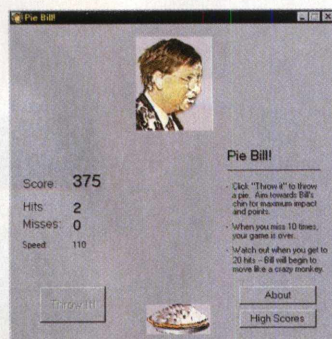 Pie Bill!
Pie Bill!
Score: 375
Hits: 2
Misses: 0
Speed: 110
- Click "Throw it" to throw
a pie. Aim towards Bill's
chin for maximum impact
and points.
- When you miss 10 times,
your game is over.
- Watch out when you get to
20 hits -- Bill will begin to
move like a crazy monkey.
Throw It!
About
High Scores